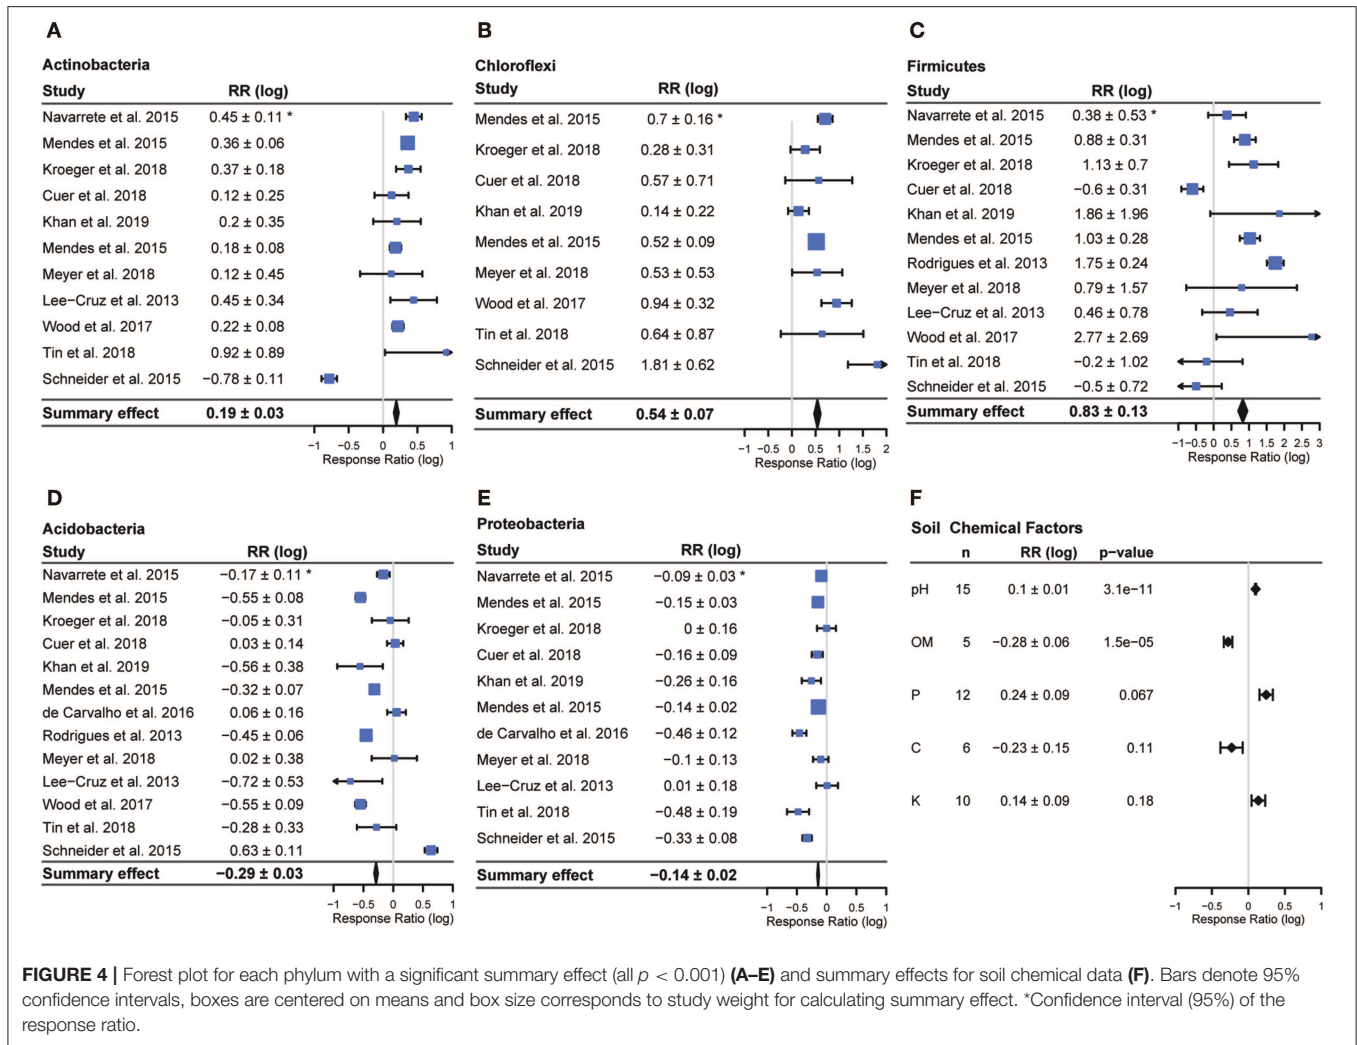 A
Actinobacteria
Study RR (log)
Navarrete et al. 2015 0.45 ± 0.11 *
Mendes et al. 2015 0.36 ± 0.06
Kroeger et al. 2018 0.37 ± 0.18
Cuer et al. 2018 0.12 ± 0.25
Khan et al. 2019 0.2 ± 0.35
Mendes et al. 2015 0.18 ± 0.08
Meyer et al. 2018 0.12 ± 0.45
Lee−Cruz et al. 2013 0.45 ± 0.34
Wood et al. 2017 0.22 ± 0.08
Tin et al. 2018 0.92 ± 0.89
Schneider et al. 2015 −0.78 ± 0.11
Summary effect 0.19 ± 0.03
−1 −0.5 0 0.5 1
Response Ratio (log)
B
Chloroflexi
Study RR (log)
Mendes et al. 2015 0.7 ± 0.16 *
Kroeger et al. 2018 0.28 ± 0.31
Cuer et al. 2018 0.57 ± 0.71
Khan et al. 2019 0.14 ± 0.22
Mendes et al. 2015 0.52 ± 0.09
Meyer et al. 2018 0.53 ± 0.53
Wood et al. 2017 0.94 ± 0.32
Tin et al. 2018 0.64 ± 0.87
Schneider et al. 2015 1.81 ± 0.62
Summary effect 0.54 ± 0.07
−1 −0.5 0 0.5 1 1.5 2
Response Ratio (log)
C
Firmicutes
Study RR (log)
Navarrete et al. 2015 0.38 ± 0.53 *
Mendes et al. 2015 0.88 ± 0.31
Kroeger et al. 2018 1.13 ± 0.7
Cuer et al. 2018 −0.6 ± 0.31
Khan et al. 2019 1.86 ± 1.96
Mendes et al. 2015 1.03 ± 0.28
Rodrigues et al. 2013 1.75 ± 0.24
Meyer et al. 2018 0.79 ± 1.57
Lee−Cruz et al. 2013 0.46 ± 0.78
Wood et al. 2017 2.77 ± 2.69
Tin et al. 2018 −0.2 ± 1.02
Schneider et al. 2015 −0.5 ± 0.72
Summary effect 0.83 ± 0.13
−1 −0.5 0 0.5 1 1.5 2 2.5 3
Response Ratio (log)
D
Acidobacteria
Study RR (log)
Navarrete et al. 2015 −0.17 ± 0.11 *
Mendes et al. 2015 −0.55 ± 0.08
Kroeger et al. 2018 −0.05 ± 0.31
Cuer et al. 2018 0.03 ± 0.14
Khan et al. 2019 −0.56 ± 0.38
Mendes et al. 2015 −0.32 ± 0.07
de Carvalho et al. 2016 0.06 ± 0.16
Rodrigues et al. 2013 −0.45 ± 0.06
Meyer et al. 2018 0.02 ± 0.38
Lee−Cruz et al. 2013 −0.72 ± 0.53
Wood et al. 2017 −0.55 ± 0.09
Tin et al. 2018 −0.28 ± 0.33
Schneider et al. 2015 0.63 ± 0.11
Summary effect −0.29 ± 0.03
−1 −0.5 0 0.5 1
Response Ratio (log)
E
Proteobacteria
Study RR (log)
Navarrete et al. 2015 −0.09 ± 0.03 *
Mendes et al. 2015 −0.15 ± 0.03
Kroeger et al. 2018 0 ± 0.16
Cuer et al. 2018 −0.16 ± 0.09
Khan et al. 2019 −0.26 ± 0.16
Mendes et al. 2015 −0.14 ± 0.02
de Carvalho et al. 2016 −0.46 ± 0.12
Meyer et al. 2018 −0.1 ± 0.13
Lee−Cruz et al. 2013 0.01 ± 0.18
Tin et al. 2018 −0.48 ± 0.19
Schneider et al. 2015 −0.33 ± 0.08
Summary effect −0.14 ± 0.02
−1 −0.5 0 0.5 1
Response Ratio (log)
F
Soil Chemical Factors
n RR (log) p−value
pH 15 0.1 ± 0.01 3.1e−11
OM 5 −0.28 ± 0.06 1.5e−05
P 12 0.24 ± 0.09 0.067
C 6 −0.23 ± 0.15 0.11
K 10 0.14 ± 0.09 0.18
−1 −0.5 0 0.5 1
Response Ratio (log)
FIGURE 4 | Forest plot for each phylum with a significant summary effect (all p < 0.001) (A–E) and summary effects for soil chemical data (F). Bars denote 95%
confidence intervals, boxes are centered on means and box size corresponds to study weight for calculating summary effect. *Confidence interval (95%) of the
response ratio.